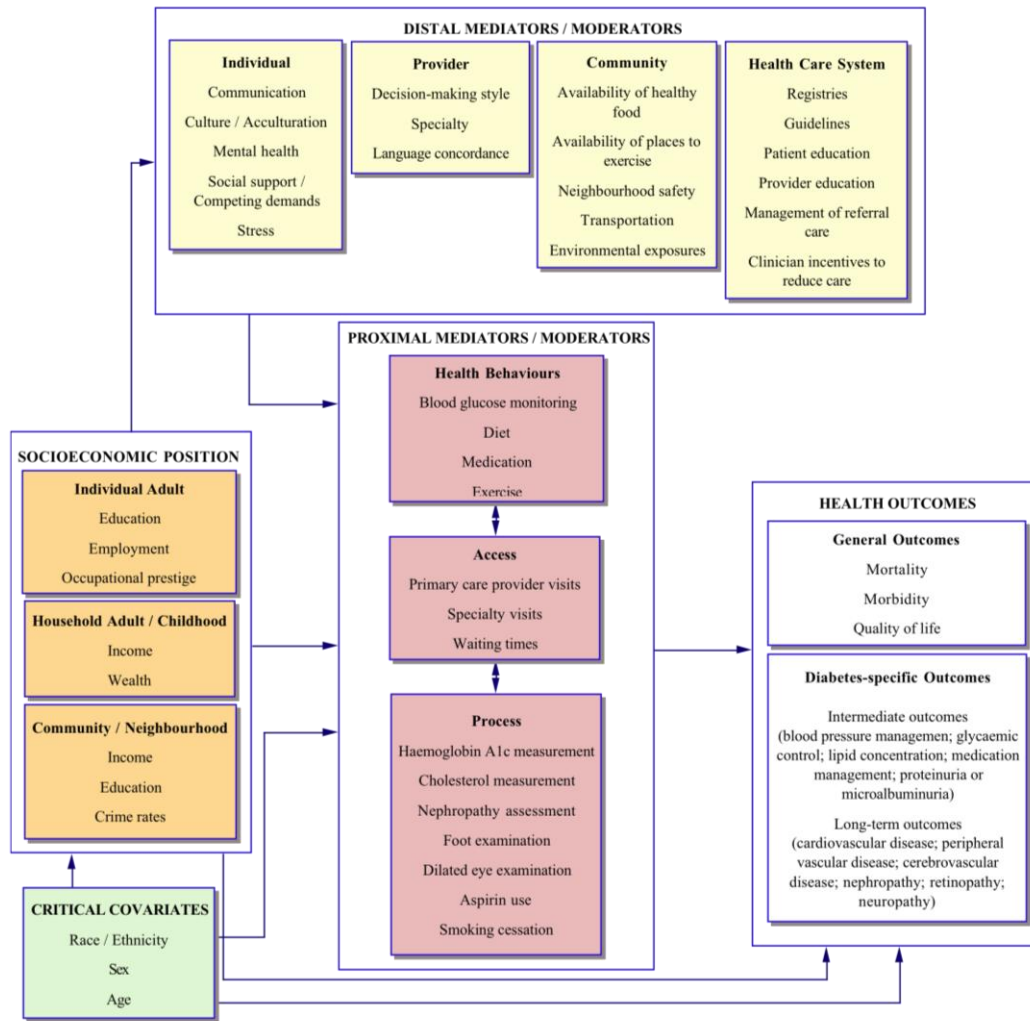 DISTAL MEDIATORS / MODERATORS
Individual
Communication
Culture / Acculturation
Mental health
Social support /
Competing demands
Stress
Provider
Decision-making style
Specialty
Language concordance
Community
Availability of healthy
food
Availability of places to
exercise
Neighbourhood safety
Transportation
Environmental exposures
Health Care System
Registries
Guidelines
Patient education
Provider education
Management of referral
care
Clinician incentives to
reduce care
PROXIMAL MEDIATORS / MODERATORS
Health Behaviours
Blood glucose monitoring
Diet
Medication
Exercise
Access
Primary care provider visits
Specialty visits
Waiting times
Process
Haemoglobin A1c measurement
Cholesterol measurement
Nephropathy assessment
Foot examination
Dilated eye examination
Aspirin use
Smoking cessation
SOCIOECONOMIC POSITION
Individual Adult
Education
Employment
Occupational prestige
Household Adult / Childhood
Income
Wealth
Community / Neighbourhood
Income
Education
Crime rates
CRITICAL COVARIATES
Race / Ethnicity
Sex
Age
HEALTH OUTCOMES
General Outcomes
Mortality
Morbidity
Quality of life
Diabetes-specific Outcomes
Intermediate outcomes
(blood pressure managemen; glycaemic
control; lipid concentration; medication
management; proteinuria or
microalbuminuria)
Long-term outcomes
(cardiovascular disease; peripheral
vascular disease; cerebrovascular
disease; nephropathy; retinopathy;
neuropathy)